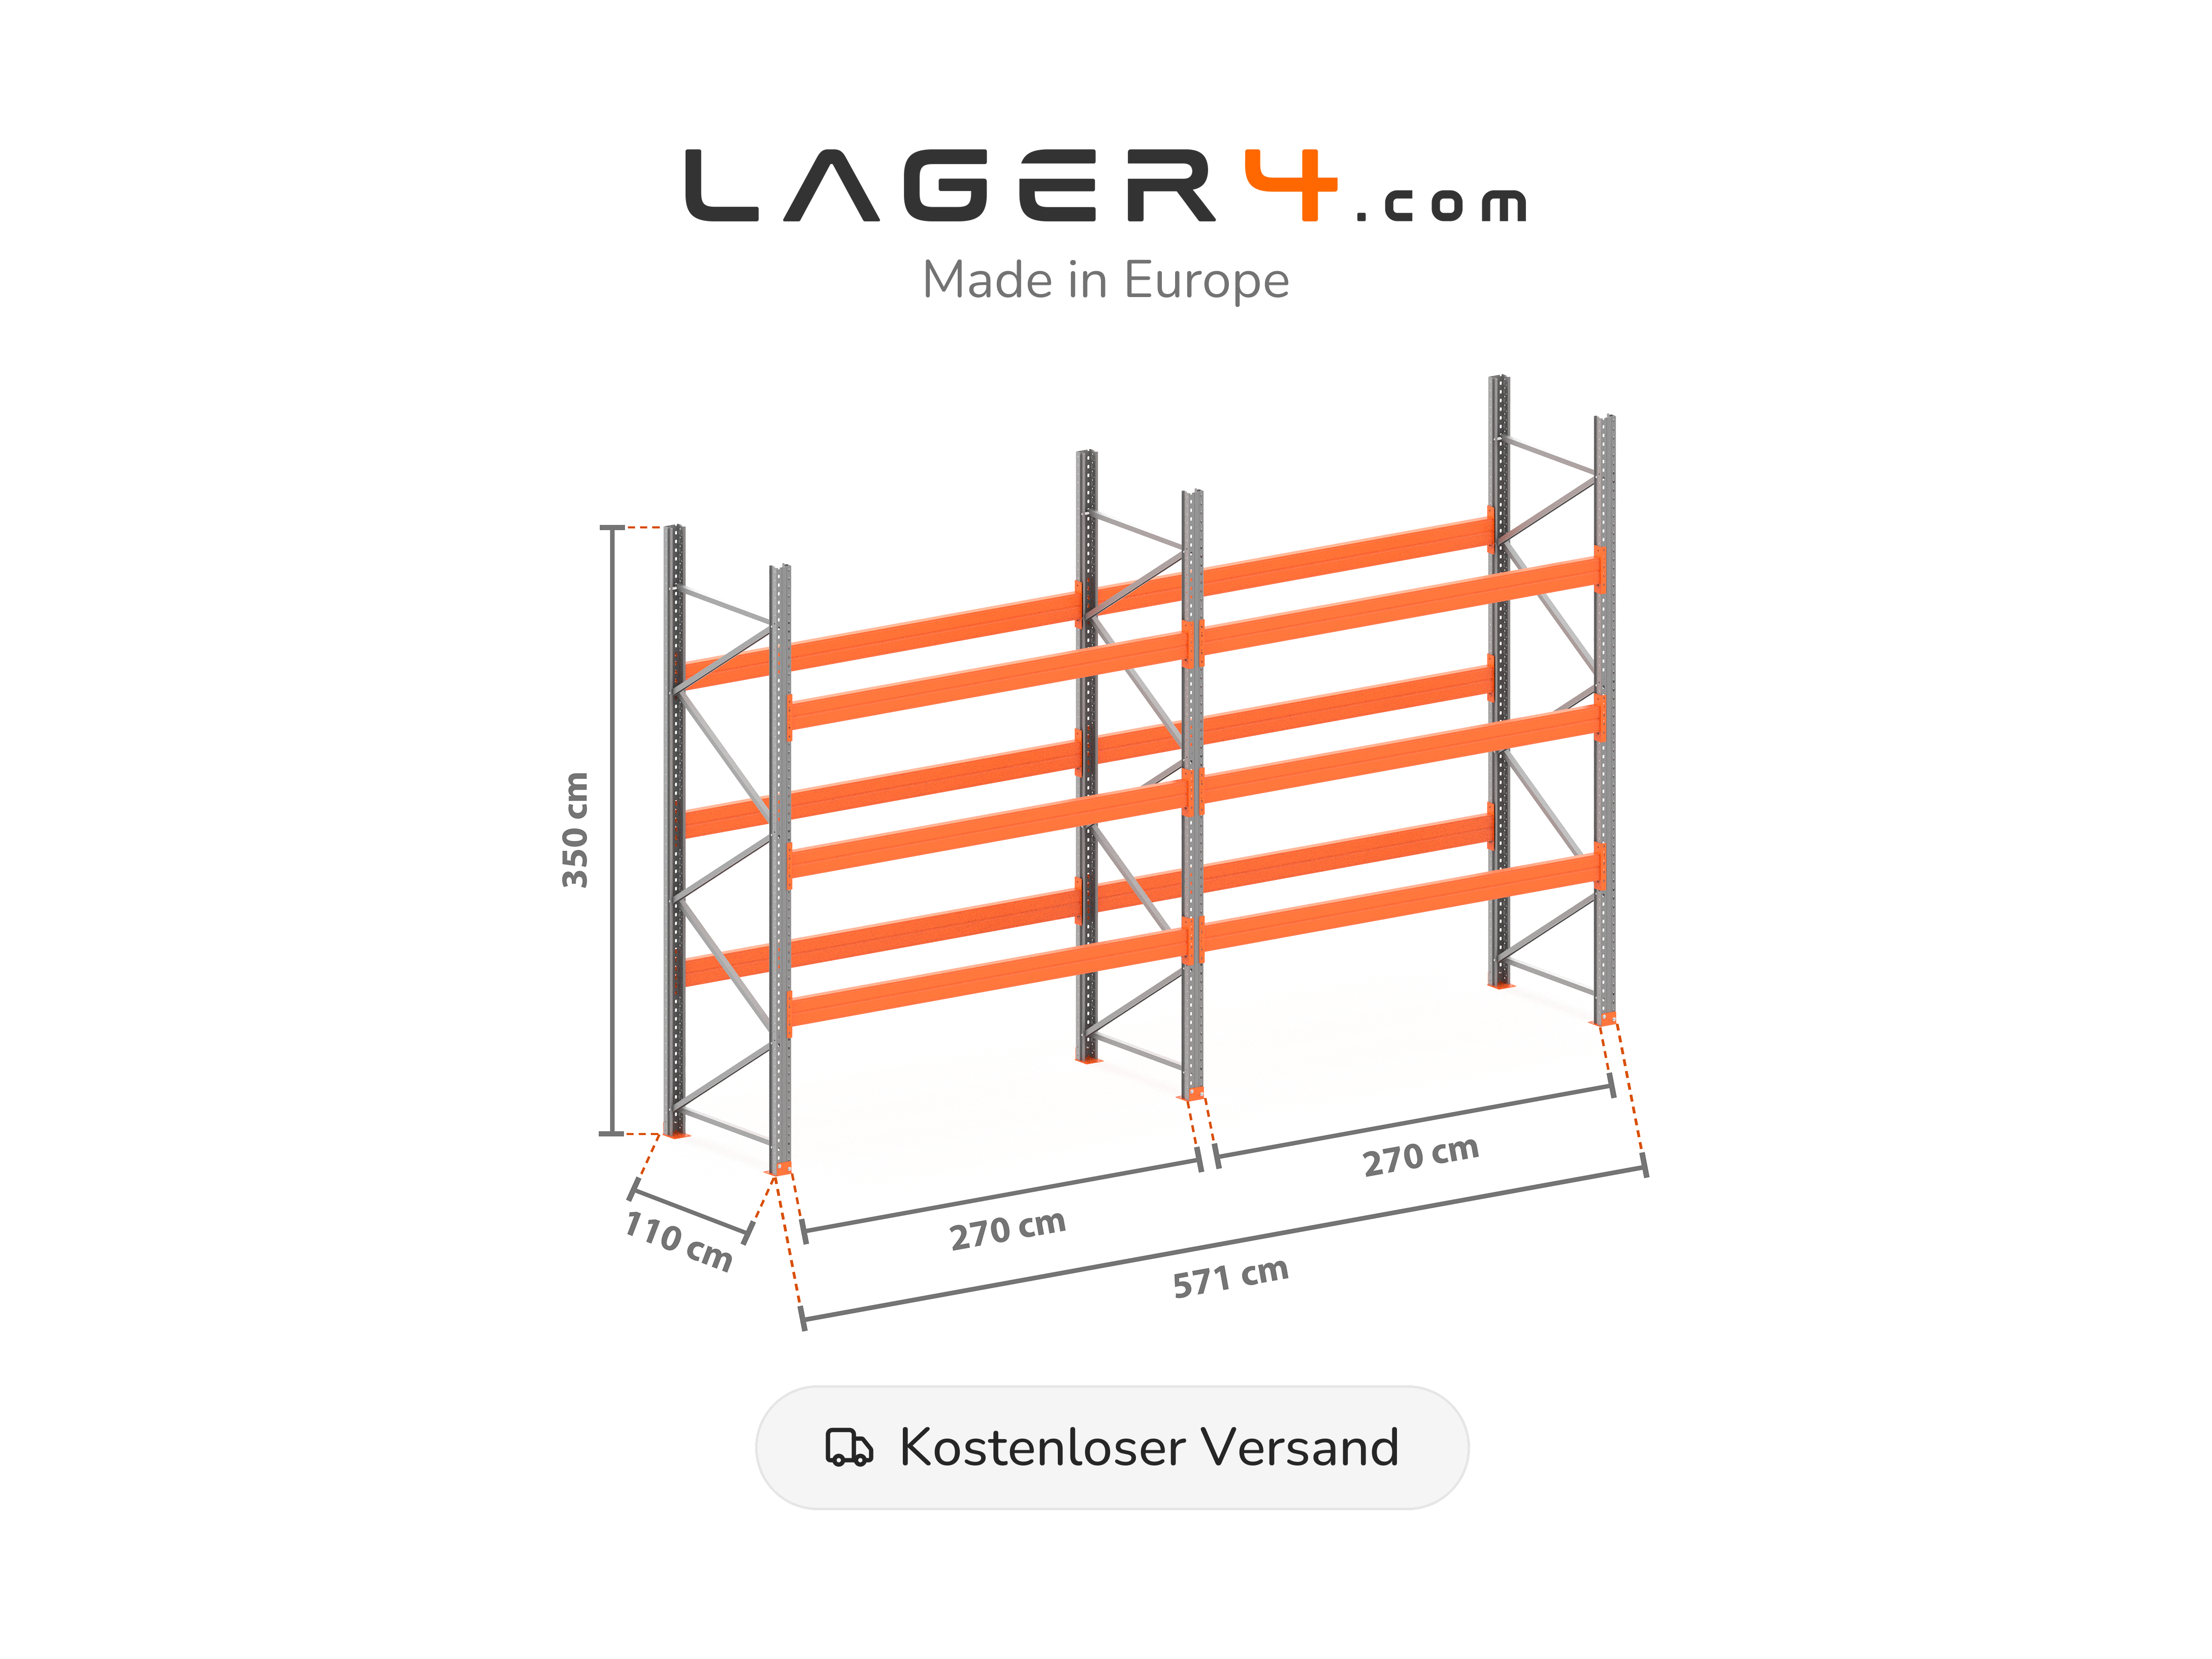 LAGER4.com
Made in Europe
350 cm
110 cm
270 cm
270 cm
571 cm
Kostenloser Versand